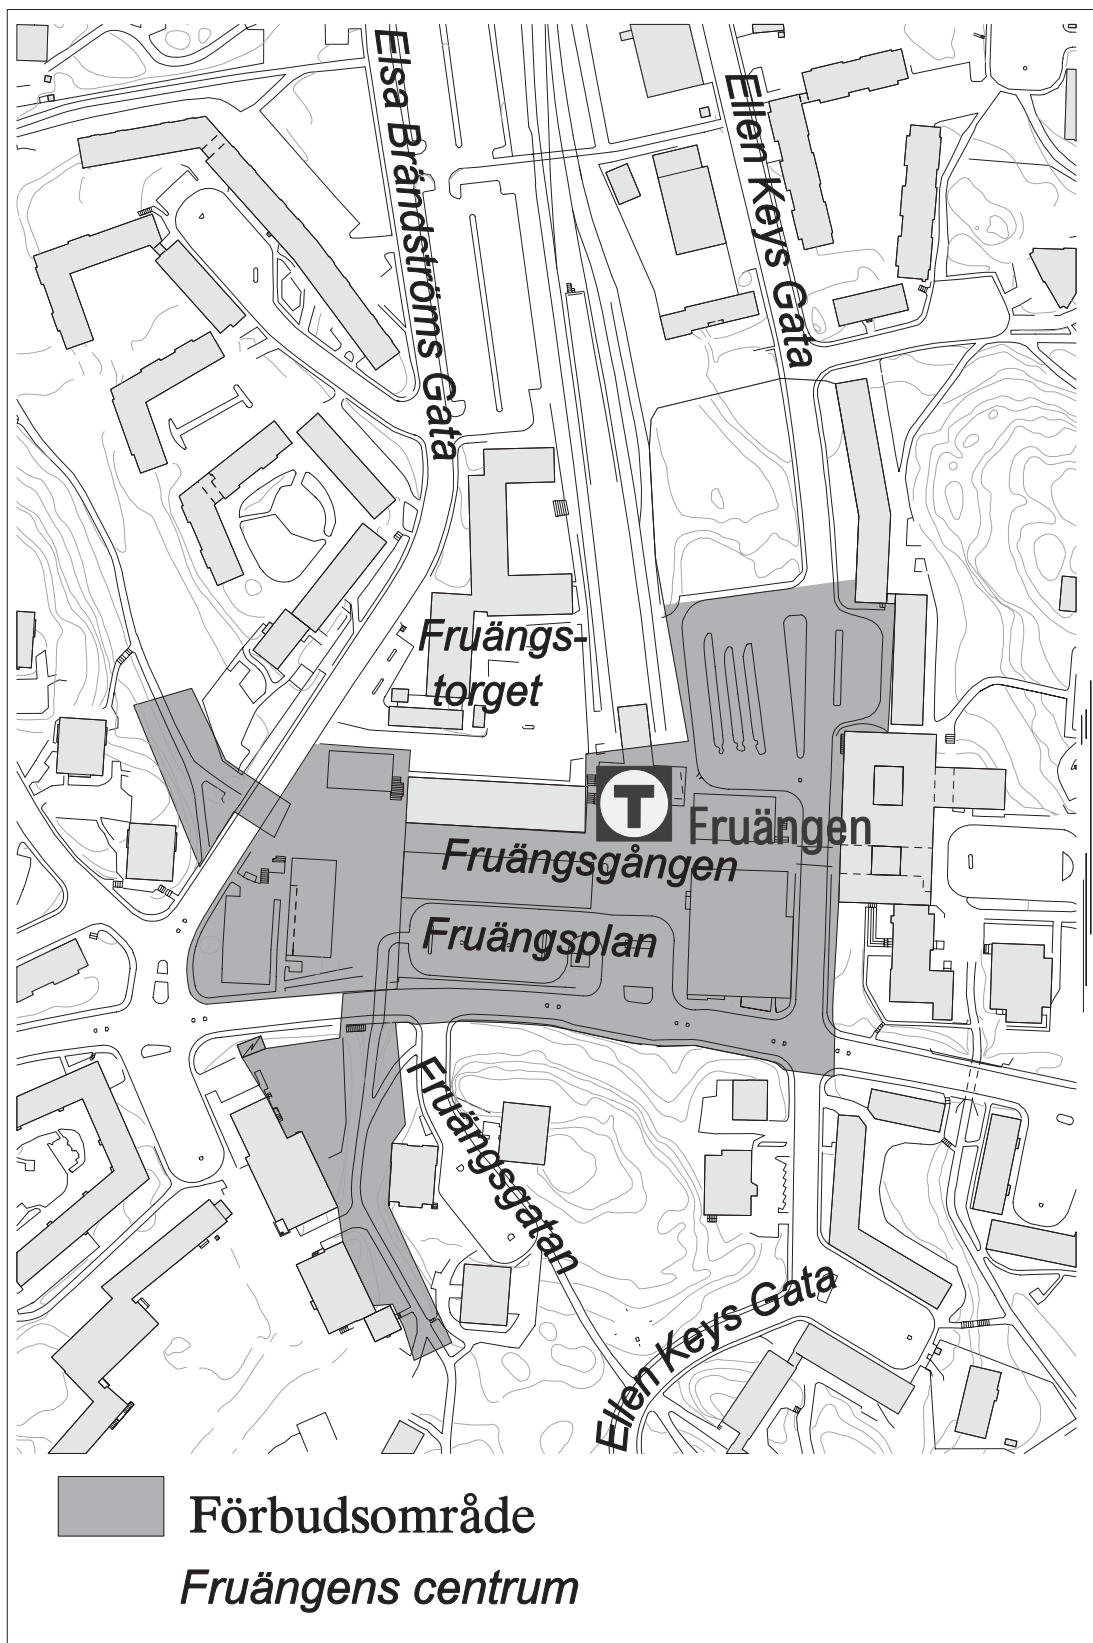 Elsa Brändströms Gata
Ellen Keys Gata
Fruängs-
torget
T Fruängen
Fruängsgången
Fruängsplan
Fruängsgatan
Ellen Keys Gata
Förbudsområde
Fruängens centrum